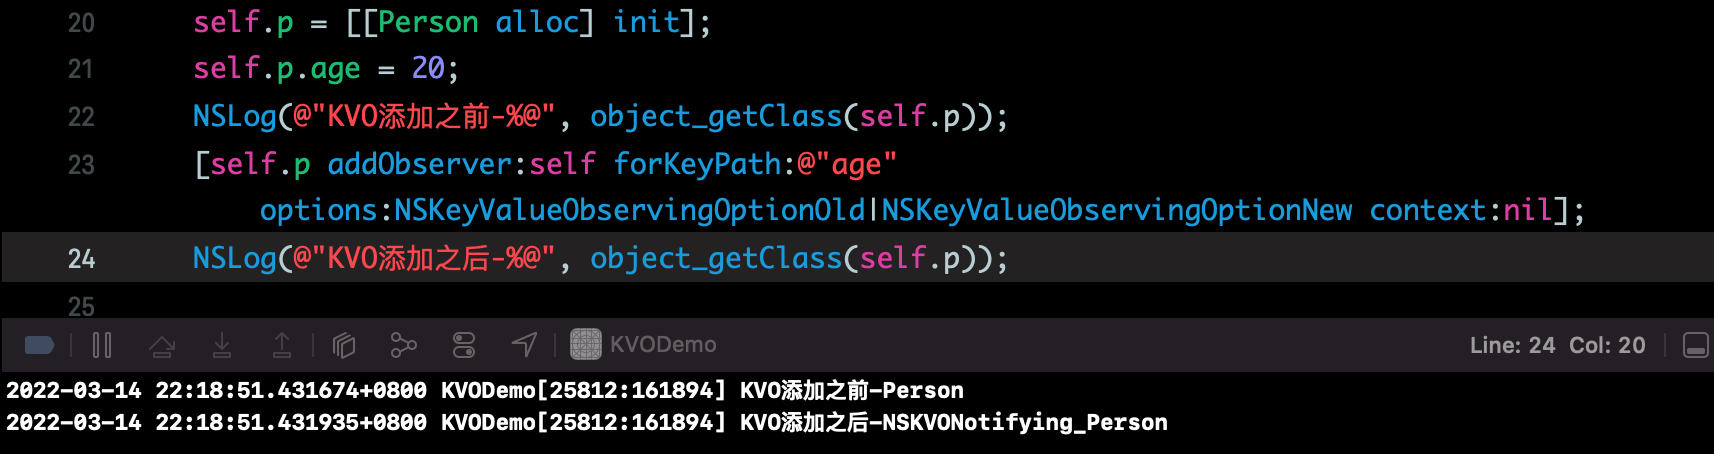 20 self.p = [[Person alloc] init];
21 self.p.age = 20;
22 NSLog(@"KVO添加之前-%@", object_getClass(self.p));
23 [self.p addObserver:self forKeyPath:@"age"
options:NSKeyValueObservingOptionOld|NSKeyValueObservingOptionNew context:nil];
24 NSLog(@"KVO添加之后-%@", object_getClass(self.p));
25
KVODemo Line: 24 Col: 20
2022-03-14 22:18:51.431674+0800 KVODemo[25812:161894] KVO添加之前-Person
2022-03-14 22:18:51.431935+0800 KVODemo[25812:161894] KVO添加之后-NSKVONotifying_Person